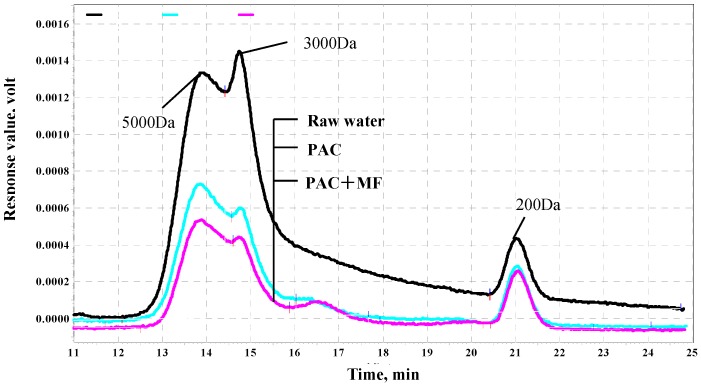 0.0016
0.0014
0.0012
0.0010
0.0008
0.0006
0.0004
0.0002
0.0000
Response value, volt
3000Da
5000Da
Raw water
PAC
PAC+MF
200Da
11 12 13 14 15 16 17 18 19 20 21 22 23 24 25
Time, min